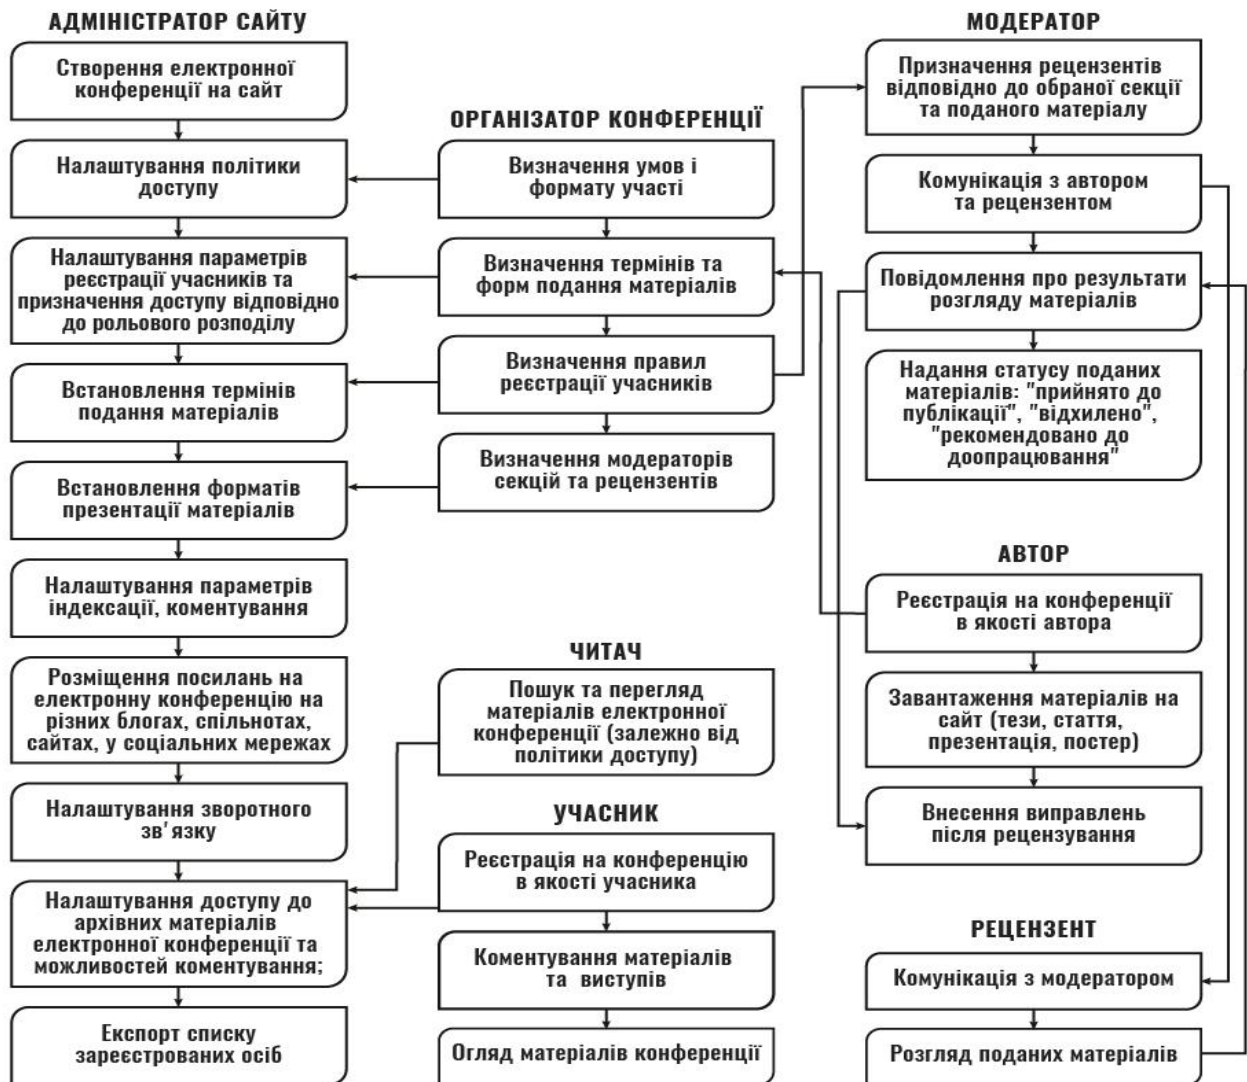 АДМІНІСТРАТОР САЙТУ
Створення електронної
конференції на сайт
Налаштування політики
доступу
Налаштування параметрів
реєстрації учасників та
призначення доступу відповідно
до рольового розподілу
Встановлення термінів
подання матеріалів
Встановлення форматів
презентації матеріалів
Налаштування параметрів
індексації, коментування
Розміщення посилань на
електронну конференцію на
різних блогах, спільнотах,
сайтах, у соціальних мережах
Налаштування зворотного
зв'язку
Налаштування доступу до
архівних матеріалів
електронної конференції та
можливостей коментування;
Експорт списку
зареєстрованих осіб
ОРГАНІЗАТОР КОНФЕРЕНЦІЇ
Визначення умов і
формату участі
Визначення термінів та
форм подання матеріалів
Визначення правил
реєстрації учасників
Визначення модераторів
секцій та рецензентів
ЧИТАЧ
Пошук та перегляд
матеріалів електронної
конференції (залежно від
політики доступу)
УЧАСНИК
Реєстрація на конференцію
в якості учасника
Коментування матеріалів
та виступів
Огляд матеріалів конференції
МОДЕРАТОР
Призначення рецензентів
відповідно до обраної секції
та поданого матеріалу
Комунікація з автором
та рецензентом
Повідомлення про результати
розгляду матеріалів
Надання статусу поданих
матеріалів: "прийнято до
публікації", "відхилено",
"рекомендовано до
доопрацювання"
АВТОР
Реєстрація на конференції
в якості автора
Завантаження матеріалів на
сайт (тези, стаття,
презентація, постер)
Внесення виправлень
після рецензування
РЕЦЕНЗЕНТ
Комунікація з модератором
Розгляд поданих матеріалів